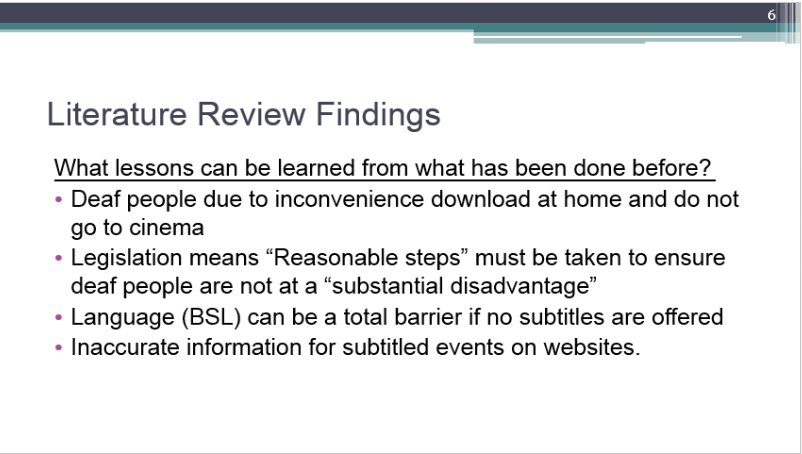 6
Literature Review Findings
What lessons can be learned from what has been done before?
• Deaf people due to inconvenience download at home and do not
go to cinema
• Legislation means “Reasonable steps” must be taken to ensure
deaf people are not at a “substantial disadvantage”
• Language (BSL) can be a total barrier if no subtitles are offered
• Inaccurate information for subtitled events on websites.